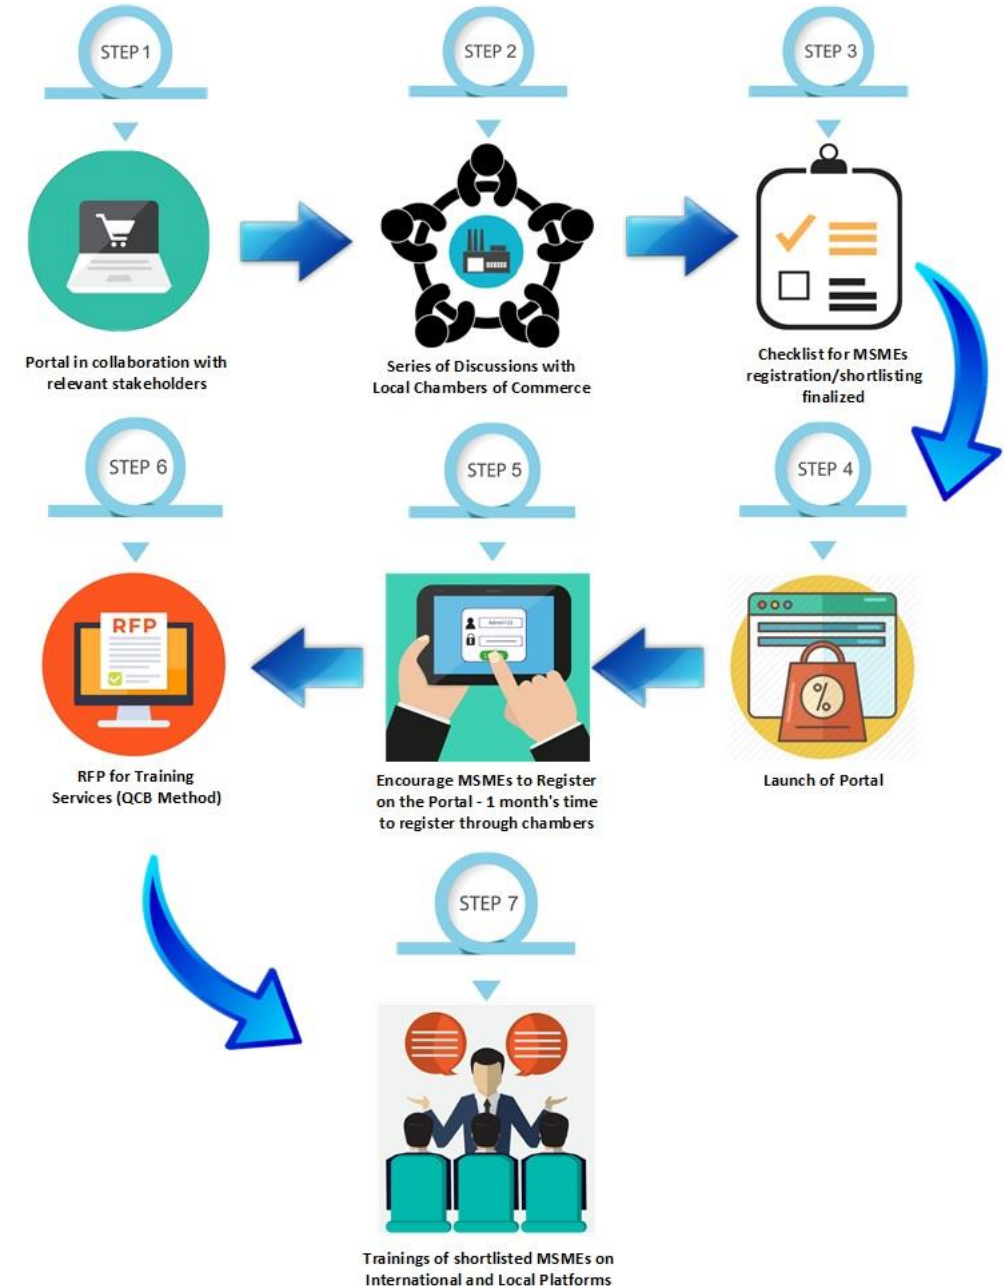 STEP 1
STEP 2
STEP 3
Portal in collaboration with
relevant stakeholders
Series of Discussions with
Local Chambers of Commerce
Checklist for MSMEs
registration/shortlisting
finalized
STEP 6
STEP 5
STEP 4
RFP
%
RFP for Training
Services (QCB Method)
Encourage MSMEs to Register
on the Portal - 1 month's time
to register through chambers
Launch of Portal
STEP 7
Trainings of shortlisted MSMEs on
International and Local Platforms